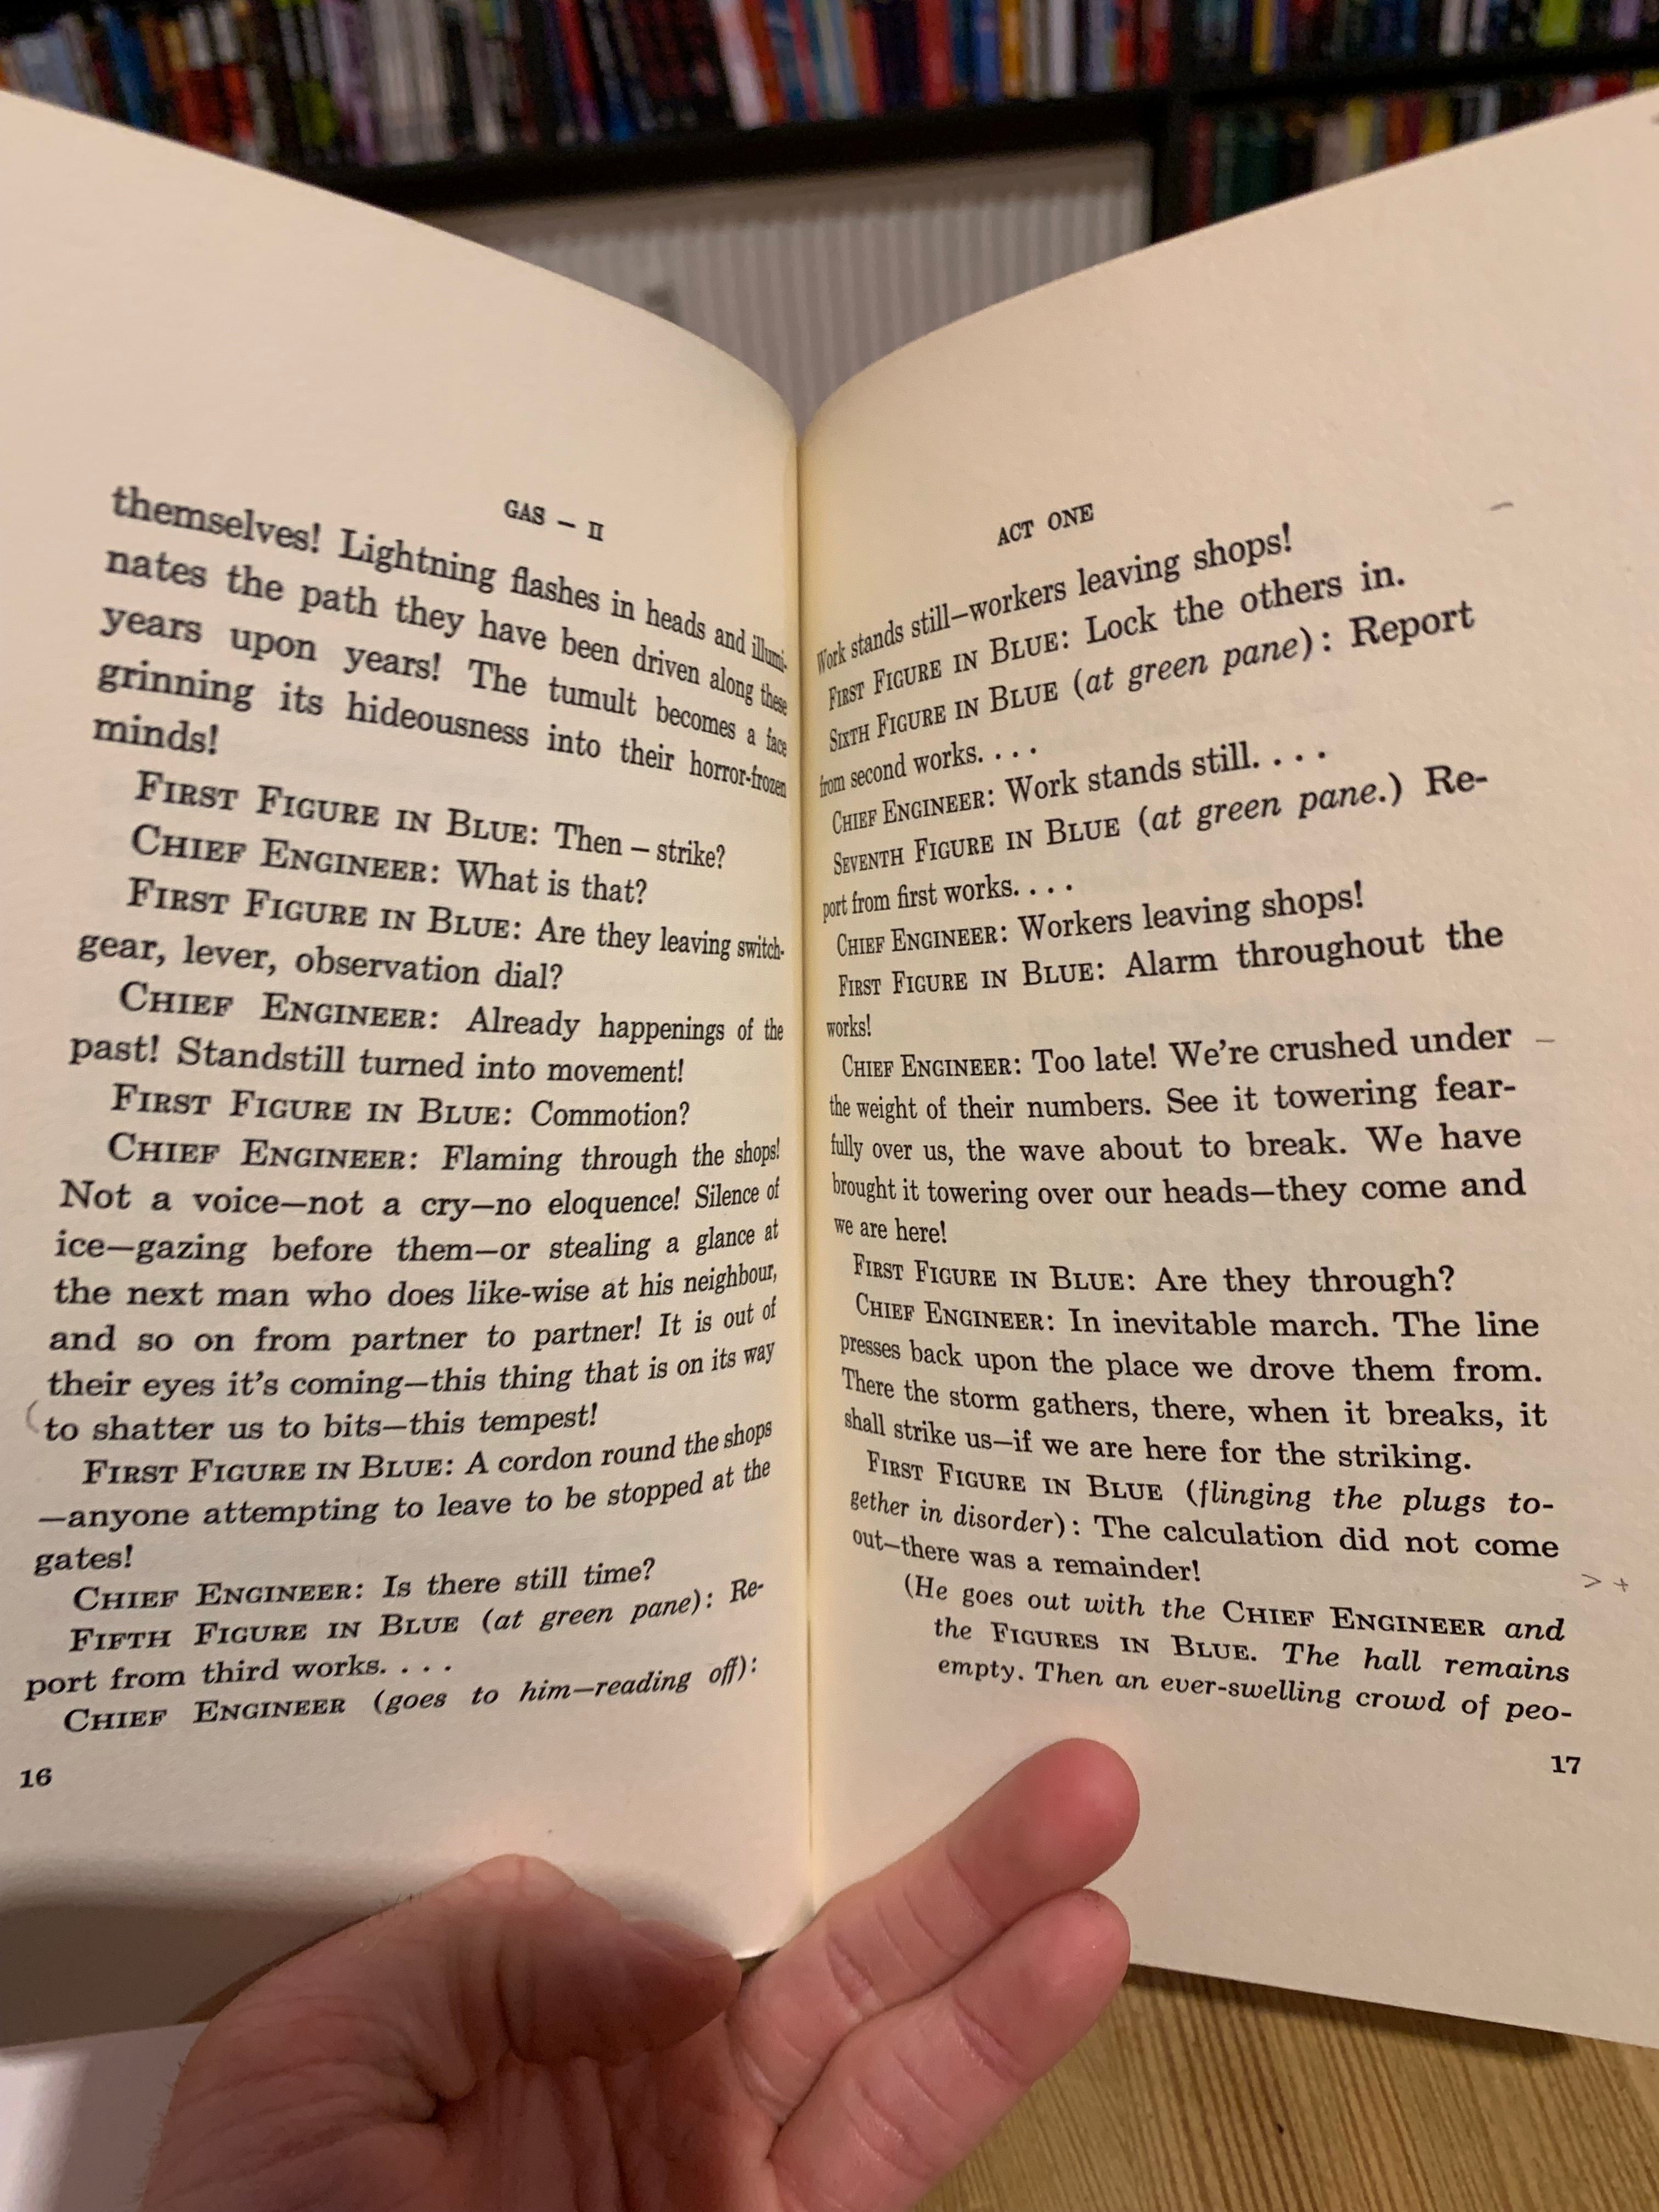 GAS – II
themselves! Lightning flashes in heads and illumi-
nates the path they have been driven along these
years upon years! The tumult becomes a face
grinning its hideousness into their horror-frozen
minds!
FIRST FIGURE IN BLUE: Then – strike?
CHIEF ENGINEER: What is that?
FIRST FIGURE IN BLUE: Are they leaving switch-
gear, lever, observation dial?
CHIEF ENGINEER: Already happenings of the
past! Standstill turned into movement!
FIRST FIGURE IN BLUE: Commotion?
CHIEF ENGINEER: Flaming through the shops!
Not a voice—not a cry—no eloquence! Silence of
ice—gazing before them—or stealing a glance at
the next man who does like-wise at his neighbour,
and so on from partner to partner! It is out of
their eyes it's coming—this thing that is on its way
to shatter us to bits—this tempest!
FIRST FIGURE IN BLUE: A cordon round the shops
—anyone attempting to leave to be stopped at the
gates!
CHIEF ENGINEER: Is there still time?
FIFTH FIGURE IN BLUE (at green pane): Re-
port from third works. . . .
CHIEF ENGINEER (goes to him—reading off):
16
ACT ONE
Work stands still—workers leaving shops!
FIRST FIGURE IN BLUE: Lock the others in.
SIXTH FIGURE IN BLUE (at green pane): Report
from second works. . . .
CHIEF ENGINEER: Work stands still. . . .
SEVENTH FIGURE IN BLUE (at green pane.) Re-
port from first works. . . .
CHIEF ENGINEER: Workers leaving shops!
FIRST FIGURE IN BLUE: Alarm throughout the
works!
CHIEF ENGINEER: Too late! We're crushed under
the weight of their numbers. See it towering fear-
fully over us, the wave about to break. We have
brought it towering over our heads—they come and
we are here!
FIRST FIGURE IN BLUE: Are they through?
CHIEF ENGINEER: In inevitable march. The line
presses back upon the place we drove them from.
There the storm gathers, there, when it breaks, it
shall strike us—if we are here for the striking.
FIRST FIGURE IN BLUE (flinging the plugs to-
gether in disorder): The calculation did not come
out—there was a remainder!
(He goes out with the CHIEF ENGINEER and
the FIGURES IN BLUE. The hall remains
empty. Then an ever-swelling crowd of peo-
17